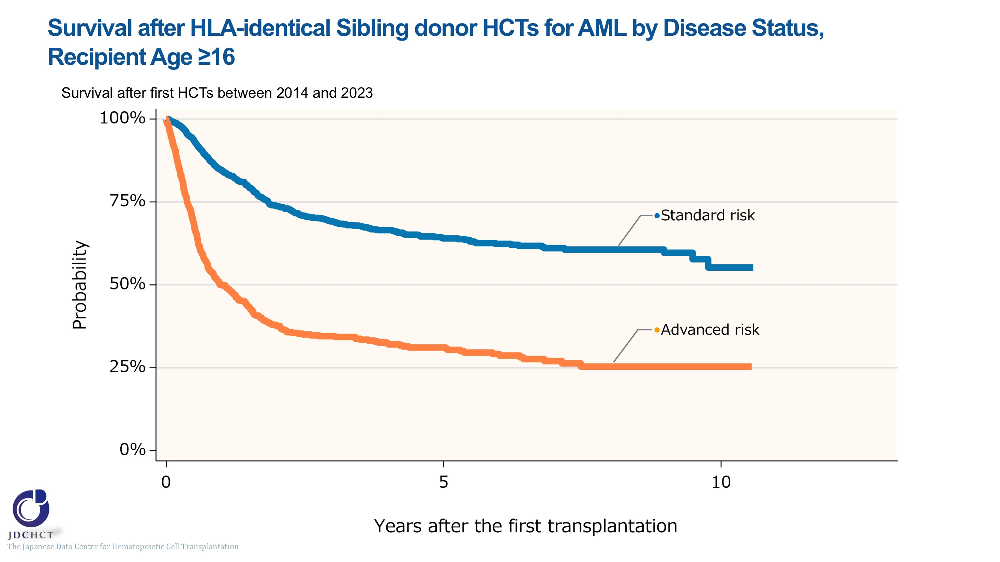 Survival after HLA-identical Sibling donor HCTs for AML by Disease Status,
Recipient Age ≥16
Survival after first HCTs between 2014 and 2023
100%
75%
50%
25%
0%
Probability
Standard risk
Advanced risk
0
5
10
Years after the first transplantation
JDCHCT
The Japanese Data Center for Hematopoietic Cell Transplantation